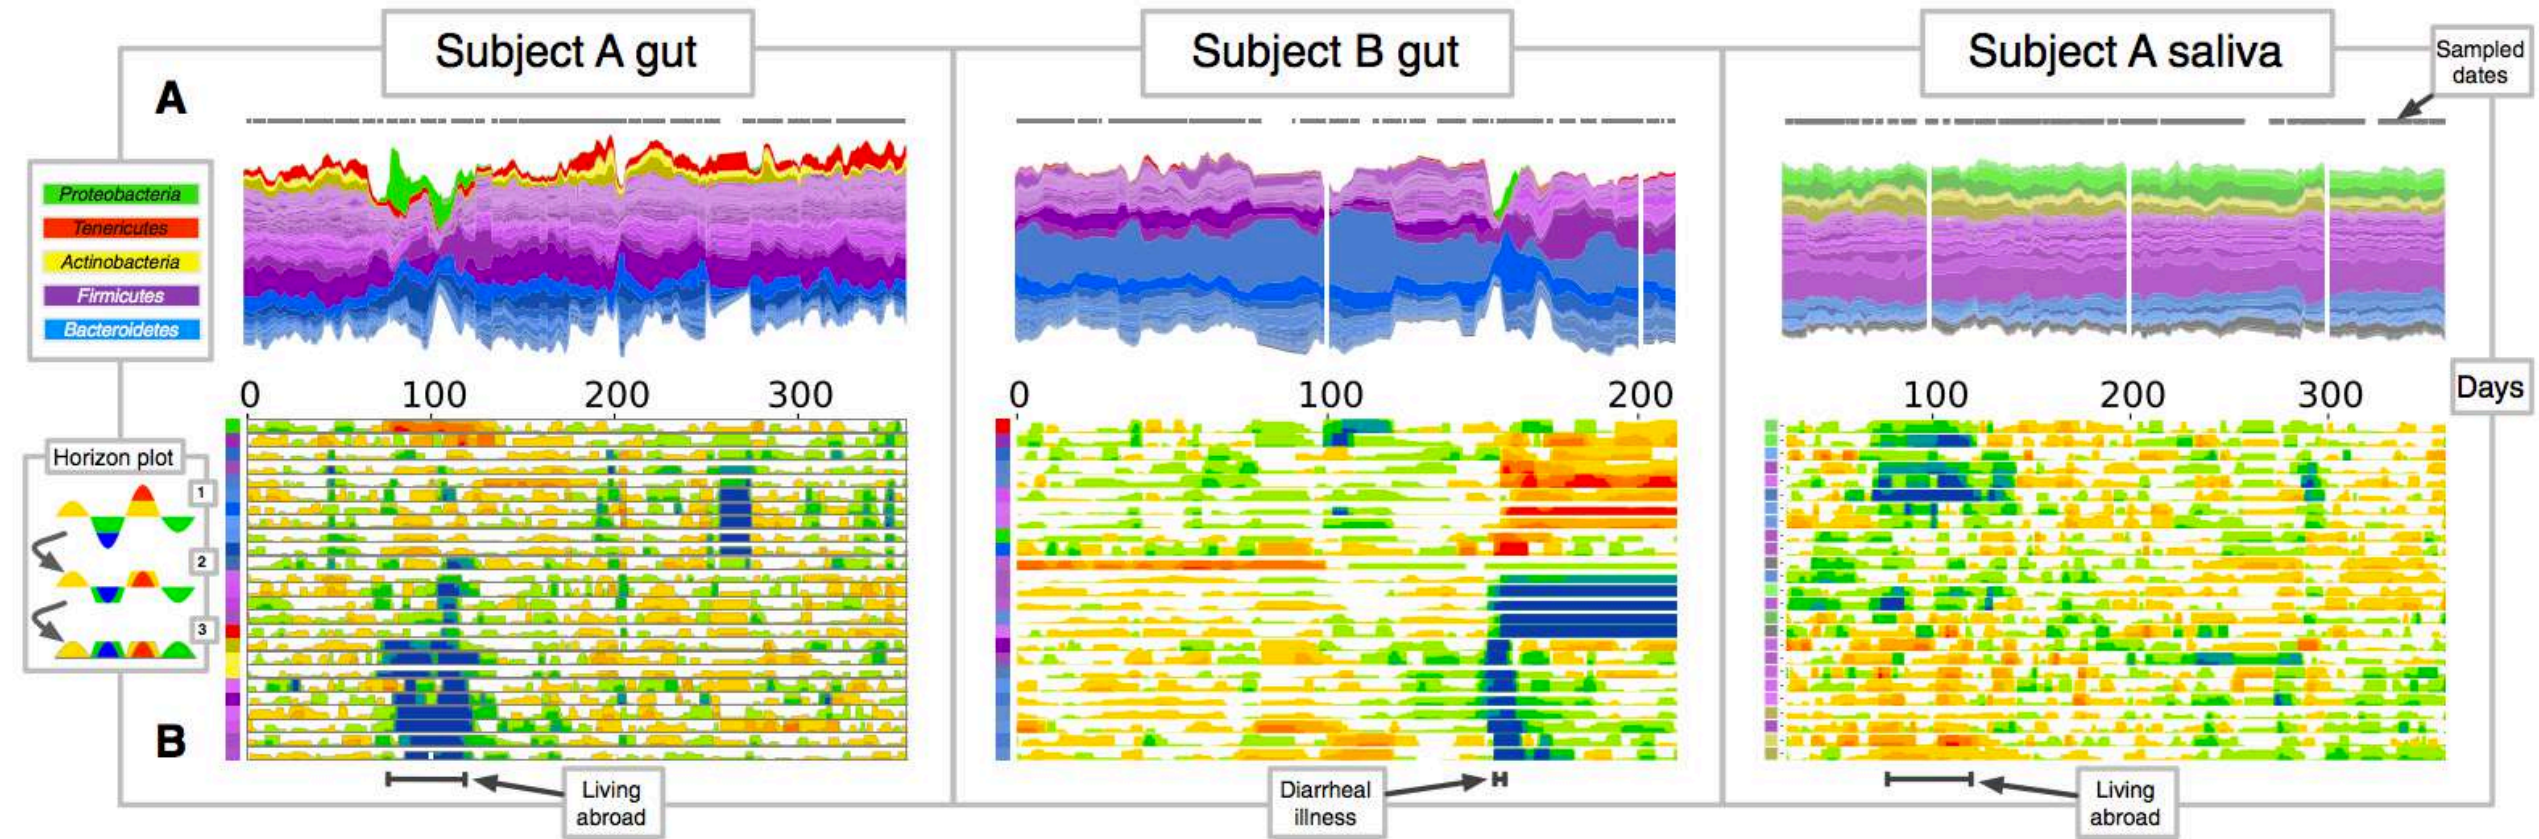 Subject A gut
Subject B gut
Subject A saliva
Sampled
dates
A
Proteobacteria
Tenericutes
Actinobacteria
Firmicutes
Bacteroidetes
0 100 200 300
0 100 200
100 200 300
Days
Horizon plot
1
2
3
B
Living
abroad
Diarrheal
illness
Living
abroad